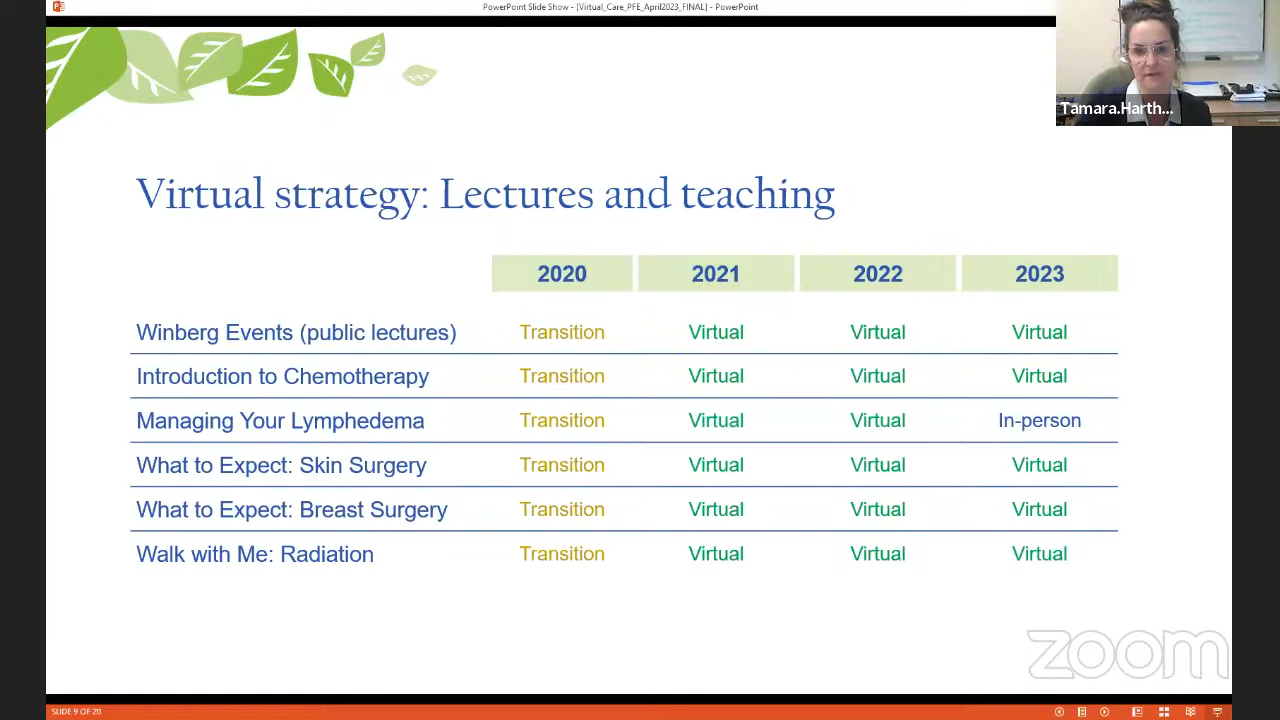 PowerPoint Slide Show - [Virtual_Care_PFE_April2023_FINAL] - PowerPoint
Tamara.Harth...
Virtual strategy: Lectures and teaching
2020 2021 2022 2023
Winberg Events (public lectures) Transition Virtual Virtual Virtual
Introduction to Chemotherapy Transition Virtual Virtual Virtual
Managing Your Lymphedema Transition Virtual Virtual In-person
What to Expect: Skin Surgery Transition Virtual Virtual Virtual
What to Expect: Breast Surgery Transition Virtual Virtual Virtual
Walk with Me: Radiation Transition Virtual Virtual Virtual
zoom
SLIDE 9 OF 20